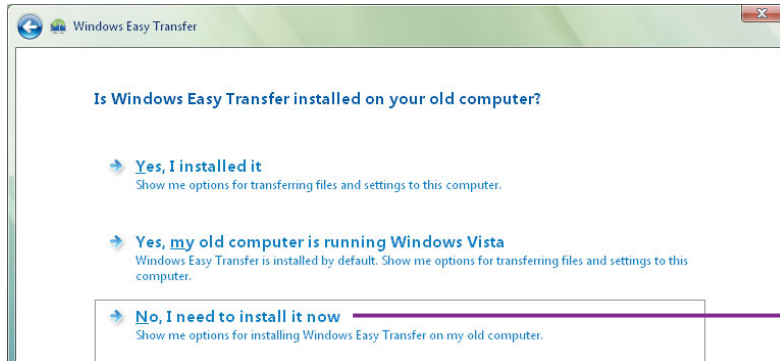 Windows Easy Transfer
Is Windows Easy Transfer installed on your old computer?
Yes, I installed it
Show me options for transferring files and settings to this computer.
Yes, my old computer is running Windows Vista
Windows Easy Transfer is installed by default. Show me options for transferring files and settings to this
computer.
No, I need to install it now
Show me options for installing Windows Easy Transfer on my old computer.